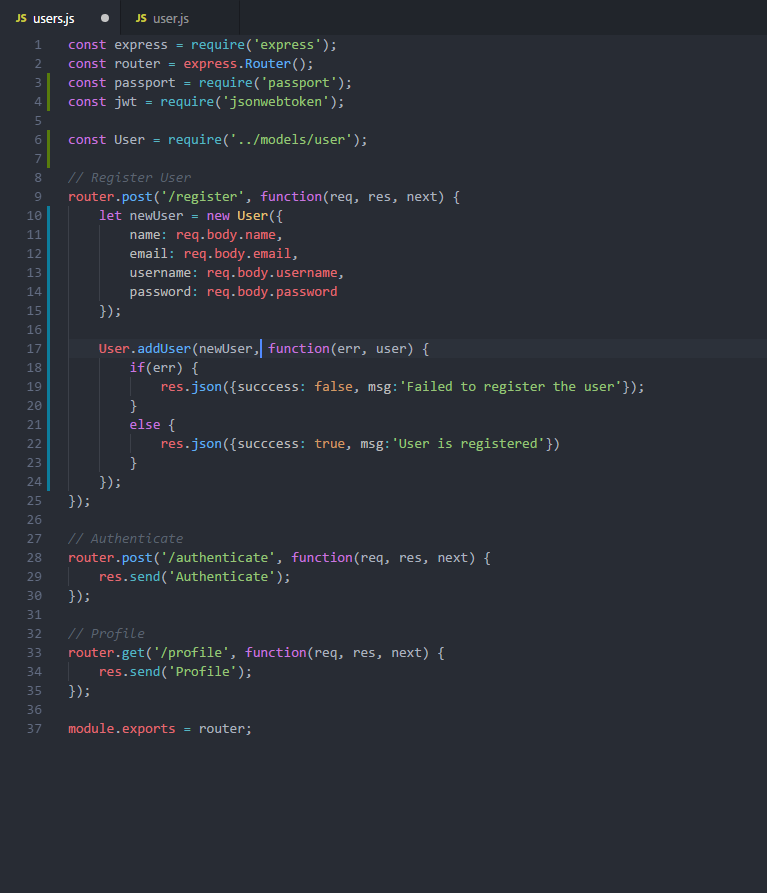 JS users.js
JS user.js
1 const express = require('express');
2 const router = express.Router();
3 const passport = require('passport');
4 const jwt = require('jsonwebtoken');
5
6 const User = require('../models/user');
7
8 // Register User
9 router.post('/register', function(req, res, next) {
10     let newUser = new User({
11         name: req.body.name,
12         email: req.body.email,
13         username: req.body.username,
14         password: req.body.password
15     });
16
17     User.addUser(newUser, function(err, user) {
18         if(err) {
19             res.json({succcess: false, msg:'Failed to register the user'});
20         }
21         else {
22             res.json({succcess: true, msg:'User is registered'})
23         }
24     });
25 });
26
27 // Authenticate
28 router.post('/authenticate', function(req, res, next) {
29     res.send('Authenticate');
30 });
31
32 // Profile
33 router.get('/profile', function(req, res, next) {
34     res.send('Profile');
35 });
36
37 module.exports = router;